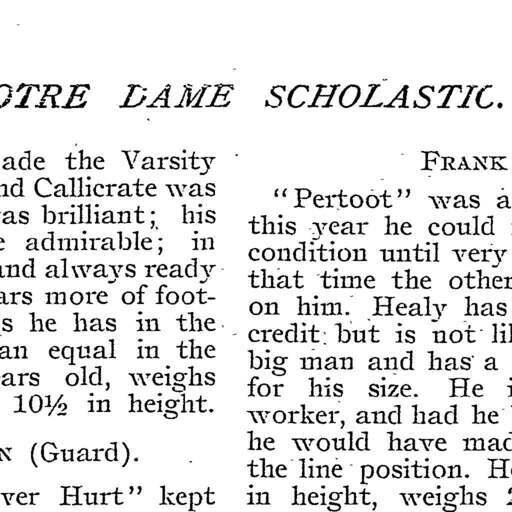 OTRE DAME SCHOLASTIC.
ade the Varsity
nd Callicrate was
as brilliant; his
e admirable; in
and always ready
ars more of foot-
s he has in the
an equal in the
ars old, weighs
10½ in height.
N (Guard).
ver Hurt" kept
FRANK
"Pertoot" was a
this year he could
condition until very
that time the other
on him. Healy has
credit but is not li
big man and has a
for his size. He i
worker, and had he
he would have mad
the line position. H
in height, weighs 2